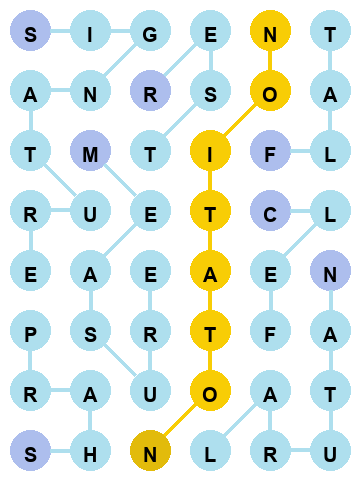 S I G E N T
A N R S O A
T M T I F L
R U E T C L
E A E A E N
P S R T F A
R A U O A T
S H N L R U